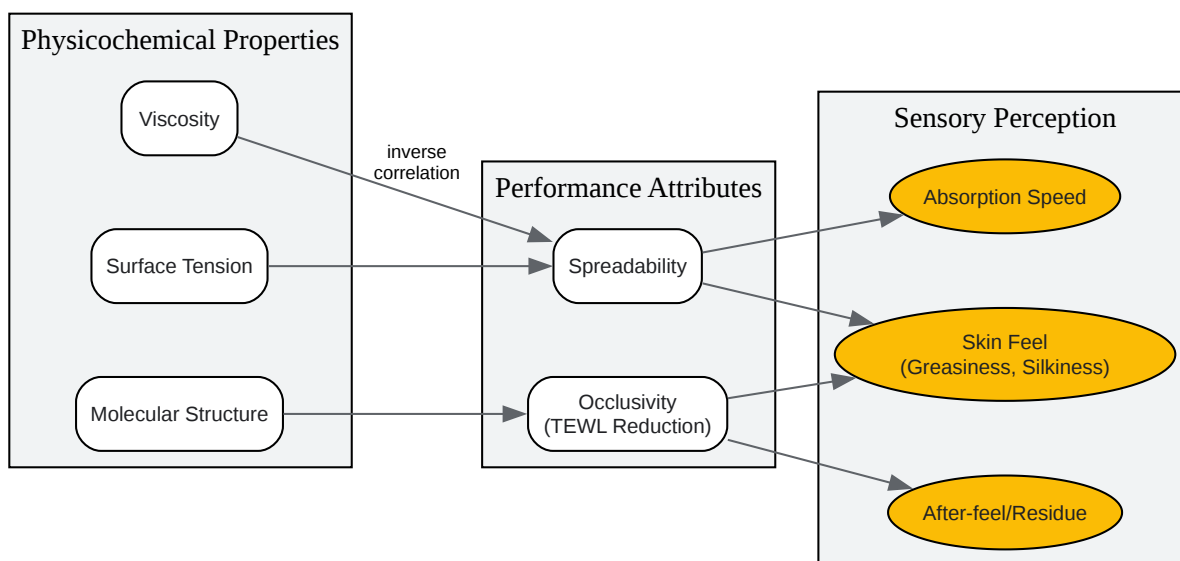 Physicochemical Properties
Viscosity
Surface Tension
Molecular Structure
inverse
correlation
Performance Attributes
Spreadability
Occlusivity
(TEWL Reduction)
Sensory Perception
Absorption Speed
Skin Feel
(Greasiness, Silkiness)
After-feel/Residue